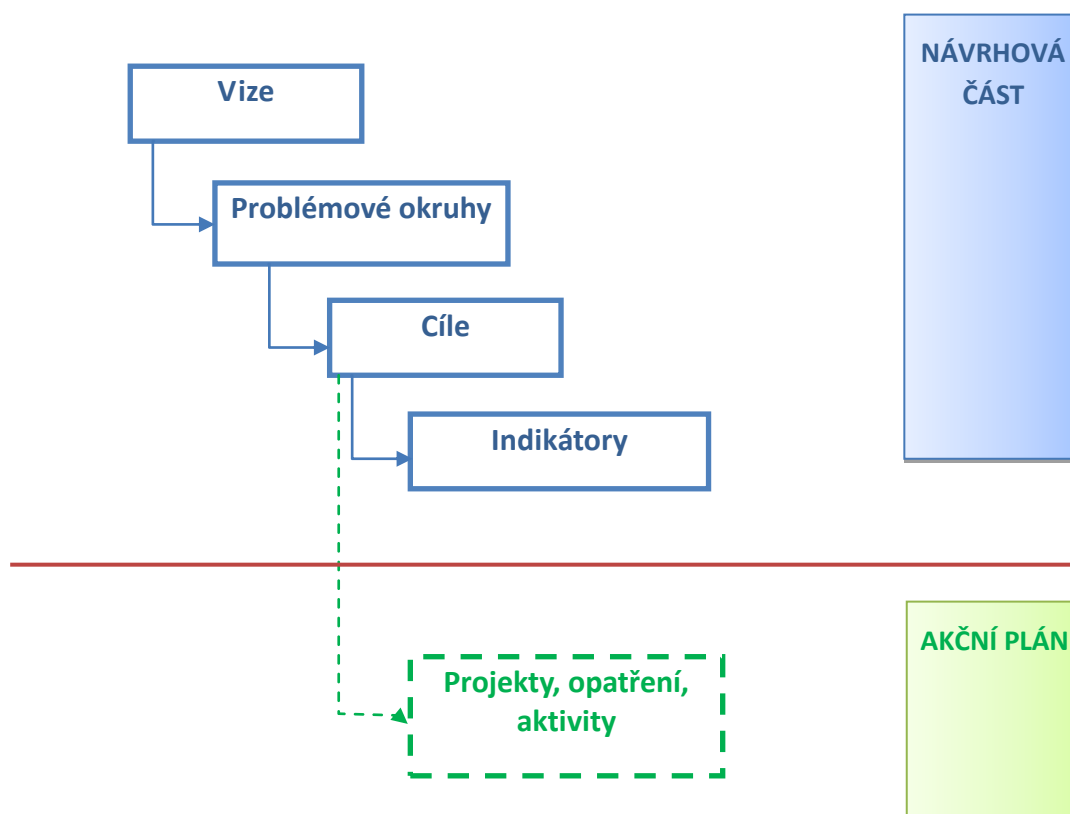 NÁVRHOVÁ
ČÁST
Vize
Problémové okruhy
Cíle
Indikátory
AKČNÍ PLÁN
Projekty, opatření,
aktivity